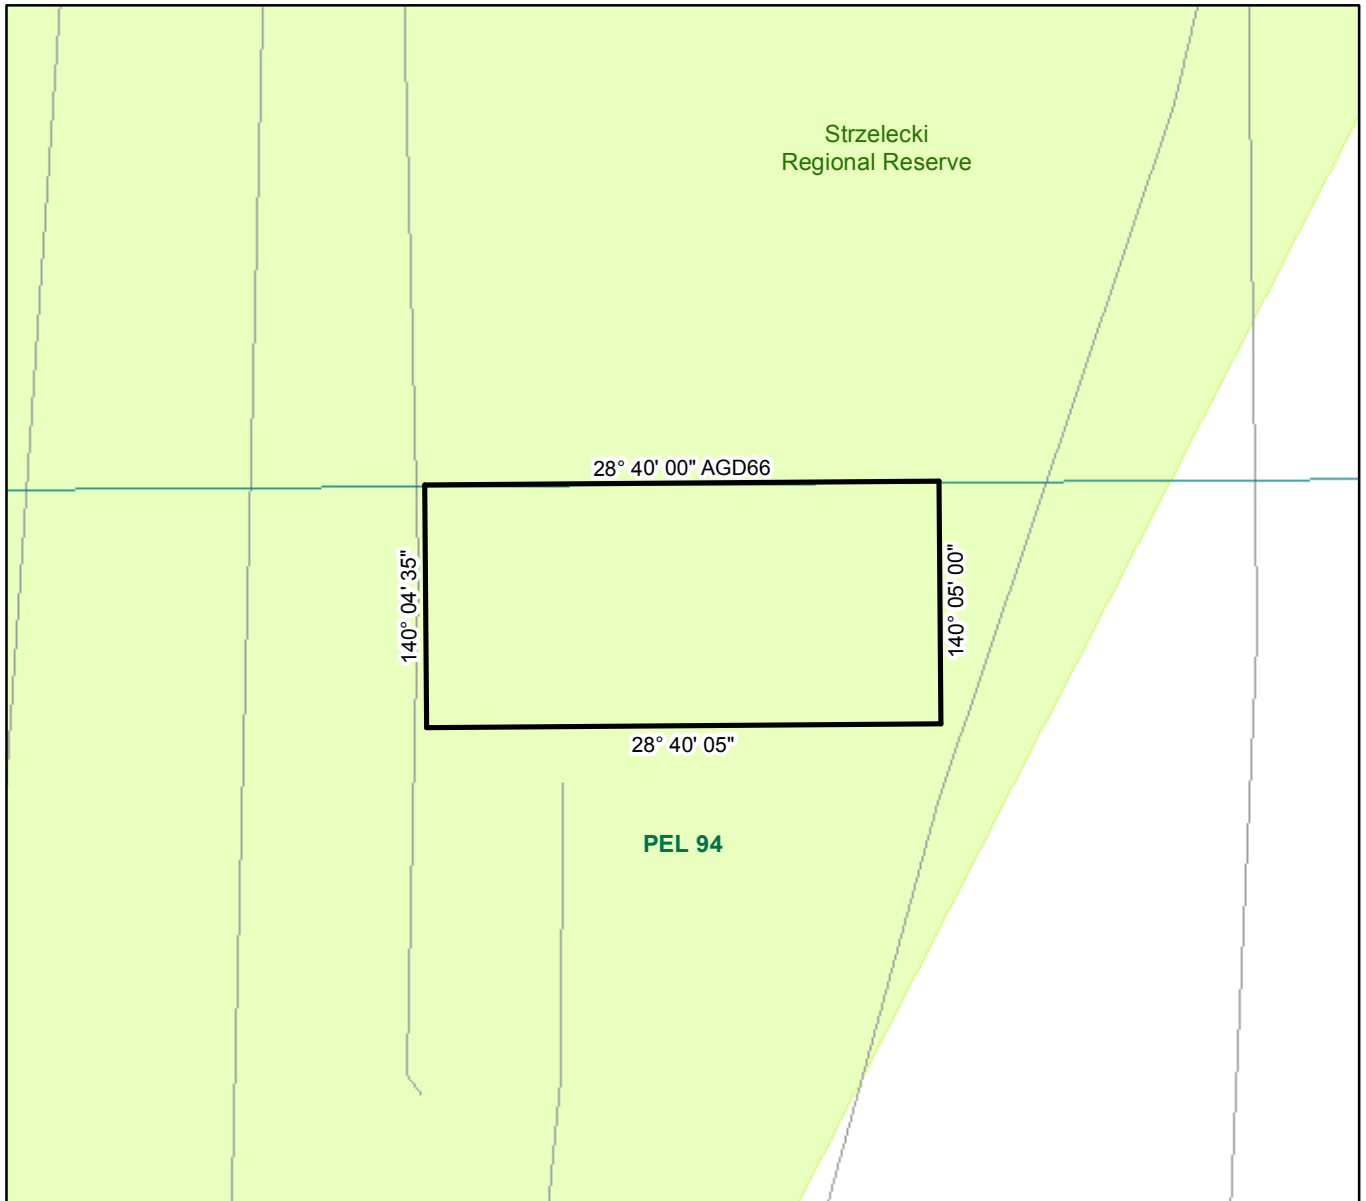 Strzelecki
Regional Reserve
28° 40' 00" AGD66
140° 04' 35"
140° 05' 00"
28° 40' 05"
PEL 94